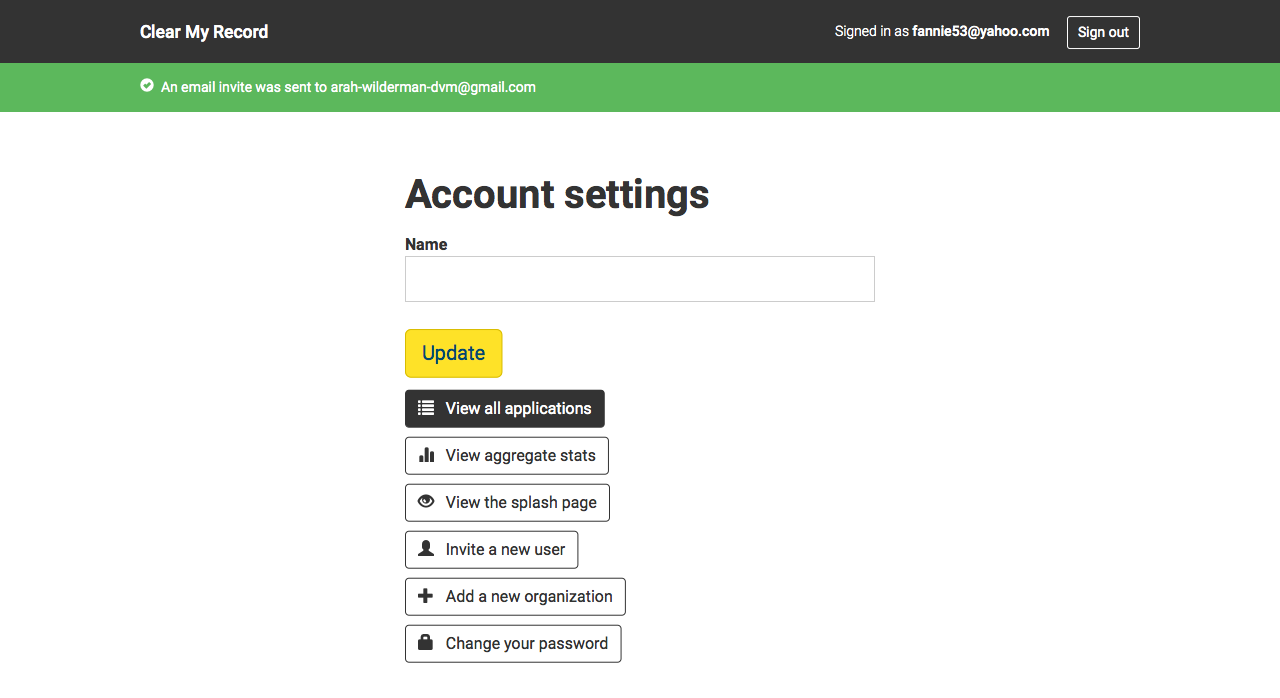 Clear My Record
Signed in as fannie53@yahoo.com
Sign out
An email invite was sent to arah-wilderman-dvm@gmail.com
Account settings
Name
Update
View all applications
View aggregate stats
View the splash page
Invite a new user
Add a new organization
Change your password